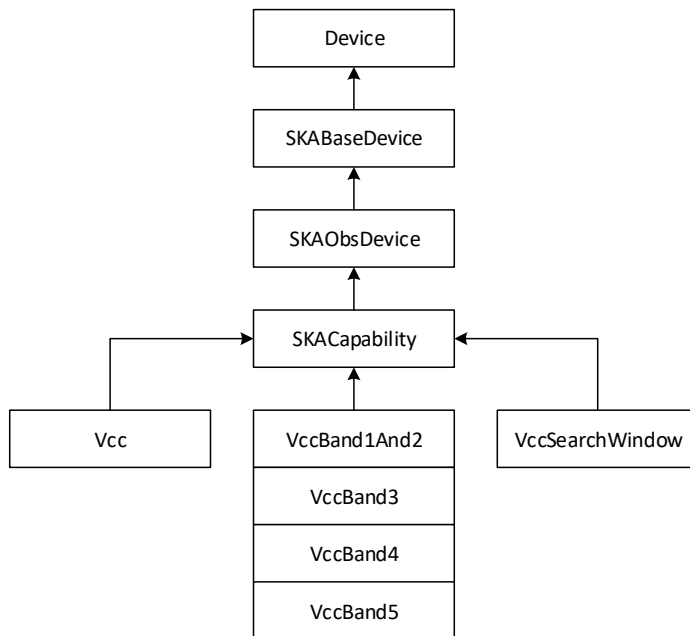 Device
SKABaseDevice
SKAObsDevice
SKACapability
Vcc
VccBand1And2
VccSearchWindow
VccBand3
VccBand4
VccBand5